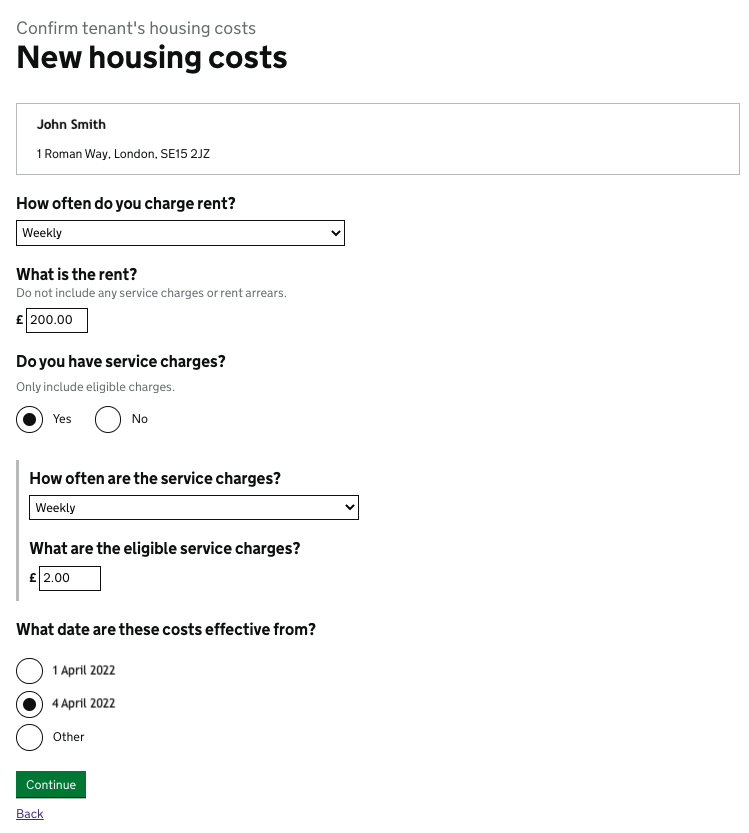 Confirm tenant's housing costs
New housing costs
John Smith
1 Roman Way, London, SE15 2JZ
How often do you charge rent?
Weekly
What is the rent?
Do not include any service charges or rent arrears.
£ 200.00
Do you have service charges?
Only include eligible charges.
Yes No
How often are the service charges?
Weekly
What are the eligible service charges?
£ 2.00
What date are these costs effective from?
1 April 2022
4 April 2022
Other
Continue
Back